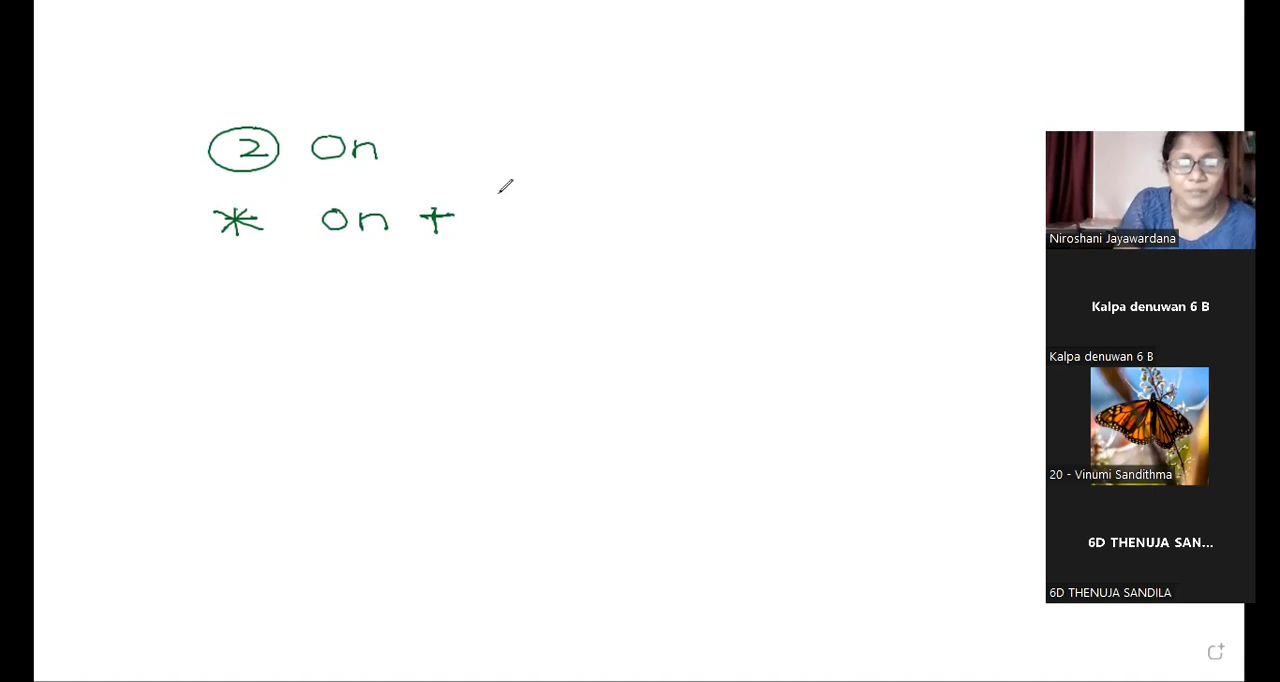 2 On
* on +
Niroshani Jayawardana
Kalpa denuwan 6 B
Kalpa denuwan 6 B
20 - Vinumi Sandithma
6D THENUJA SAN...
6D THENUJA SANDILA